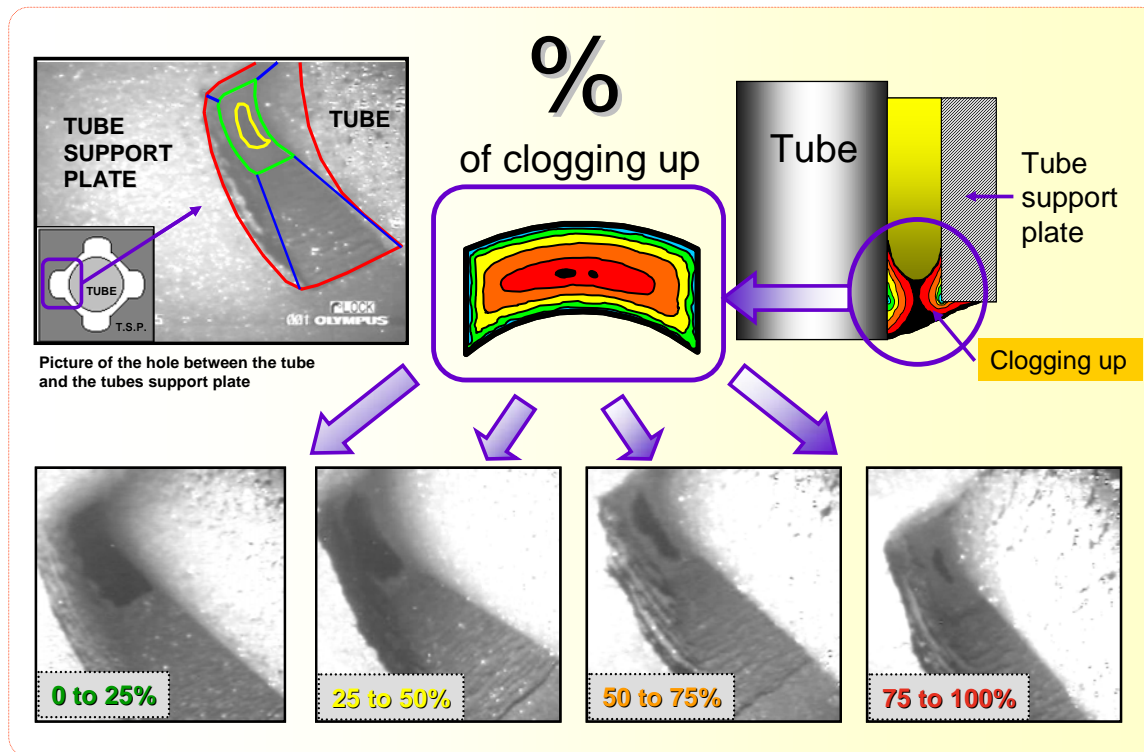 %
of clogging up
TUBE
SUPPORT
PLATE
TUBE
TUBE
T.S.P.
LOCK
001 OLYMPUS
Picture of the hole between the tube
and the tubes support plate
Tube
Tube
support
plate
Clogging up
0 to 25%
25 to 50%
50 to 75%
75 to 100%